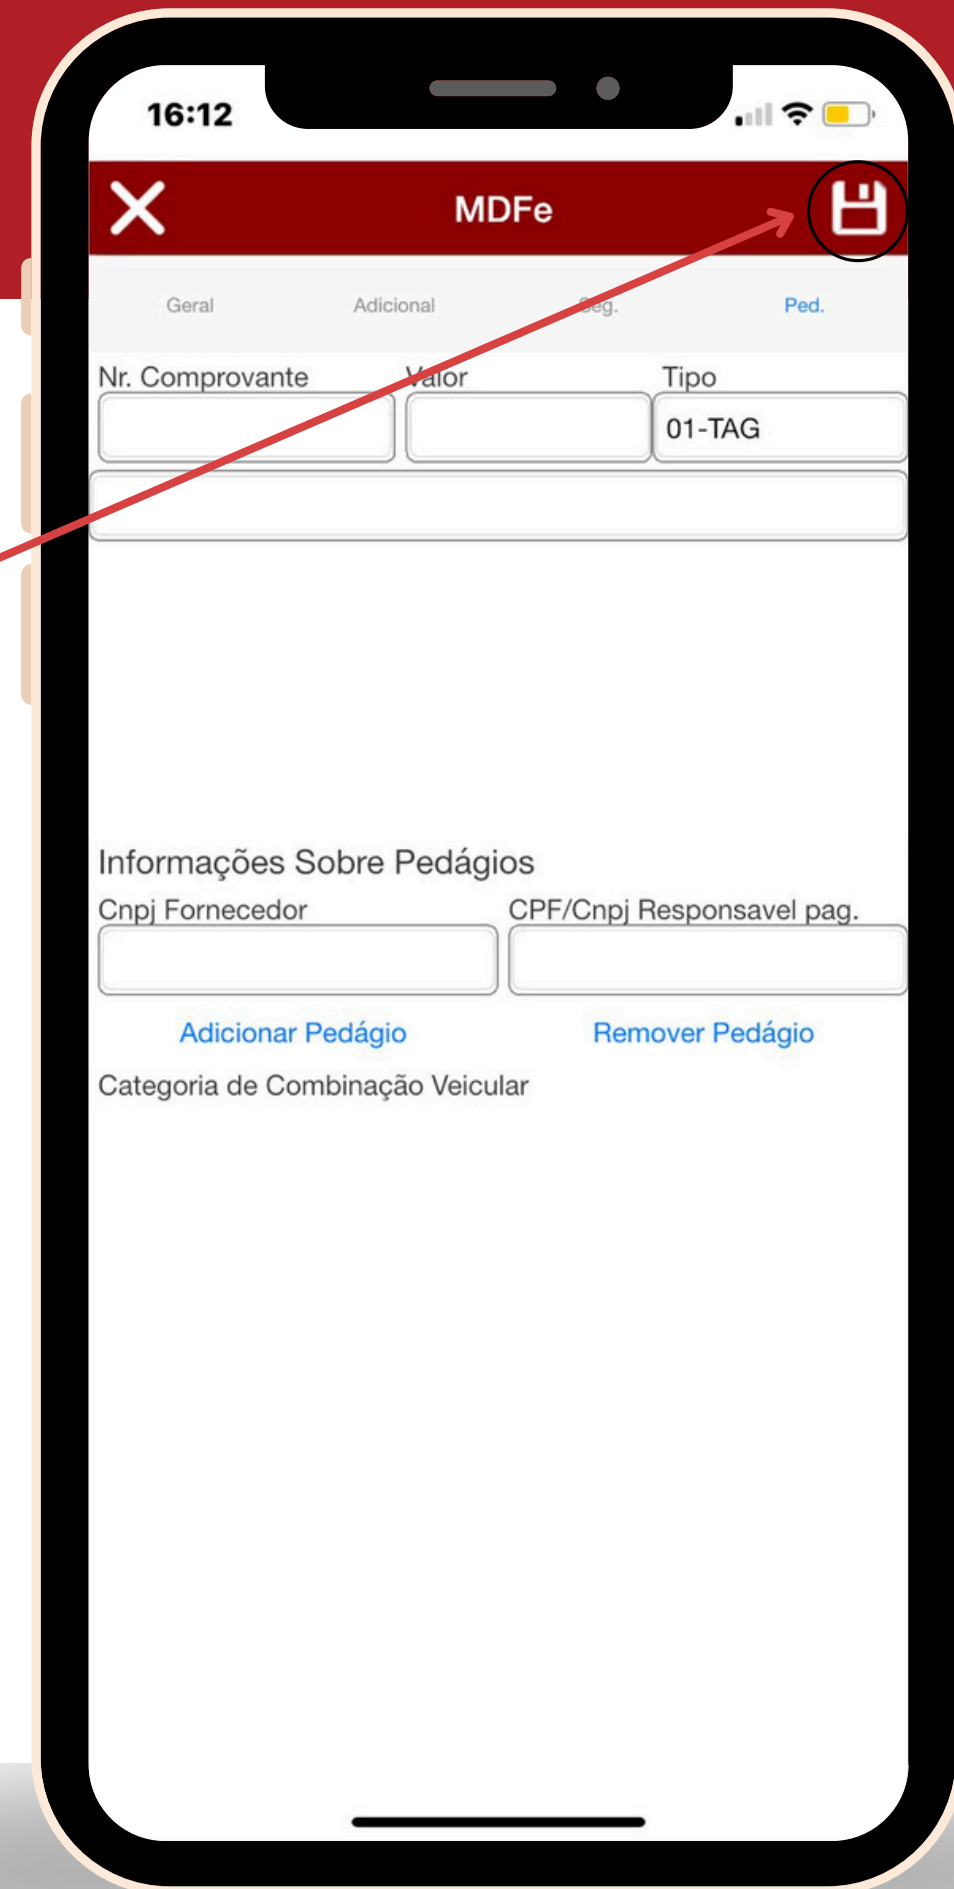 16:12
MDFe
Geral Adicional Seg. Ped.
Nr. Comprovante Valor Tipo
01-TAG
Informações Sobre Pedágios
Cnpj Fornecedor CPF/Cnpj Responsavel pag.
Adicionar Pedágio Remover Pedágio
Categoria de Combinação Veicular